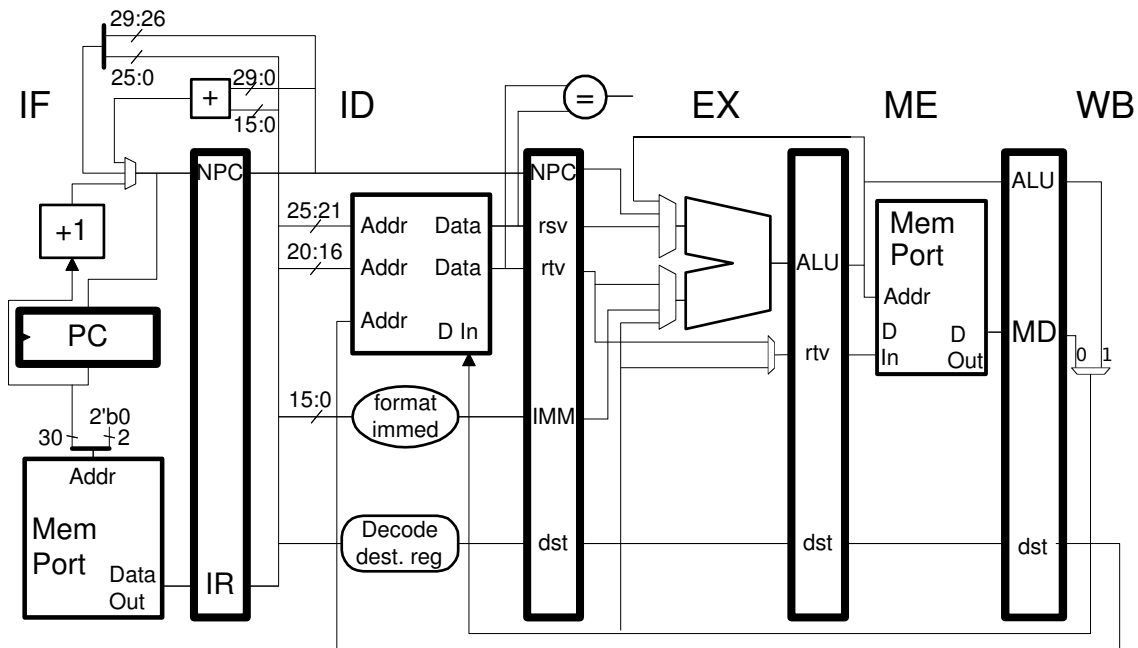 29:26
25:0
29:0
15:0
+
=
IF
ID
EX
ME
WB
NPC
NPC
ALU
+1
25:21
Addr
Data
rsv
20:16
Addr
Data
rtv
Mem
Port
ALU
Addr
Addr
D In
PC
D
In
D
Out
MD
rtv
0 1
15:0
format
immed
IMM
2'b0
30
2
Addr
Mem
Port
Data
Out
IR
Decode
dest. reg
dst
dst
dst